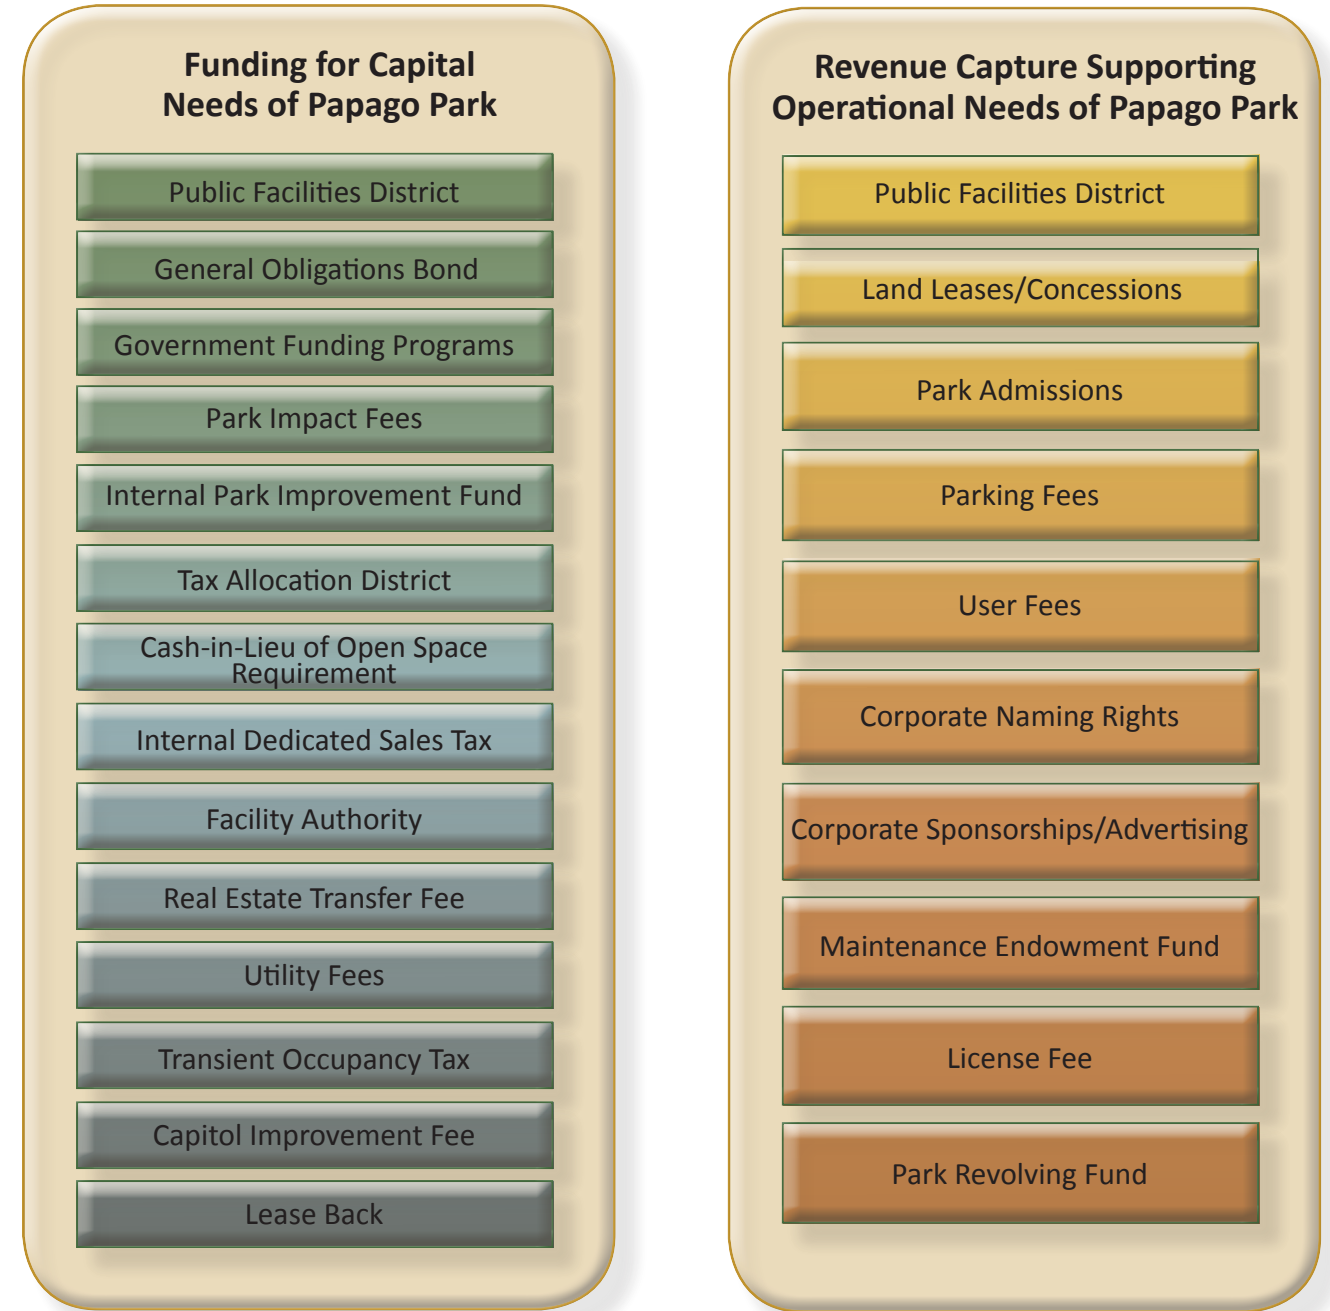 Funding for Capital
Needs of Papago Park
Public Facilities District
General Obligations Bond
Government Funding Programs
Park Impact Fees
Internal Park Improvement Fund
Tax Allocation District
Cash-in-Lieu of Open Space
Requirement
Internal Dedicated Sales Tax
Facility Authority
Real Estate Transfer Fee
Utility Fees
Transient Occupancy Tax
Capitol Improvement Fee
Lease Back
Revenue Capture Supporting
Operational Needs of Papago Park
Public Facilities District
Land Leases/Concessions
Park Admissions
Parking Fees
User Fees
Corporate Naming Rights
Corporate Sponsorships/Advertising
Maintenance Endowment Fund
License Fee
Park Revolving Fund